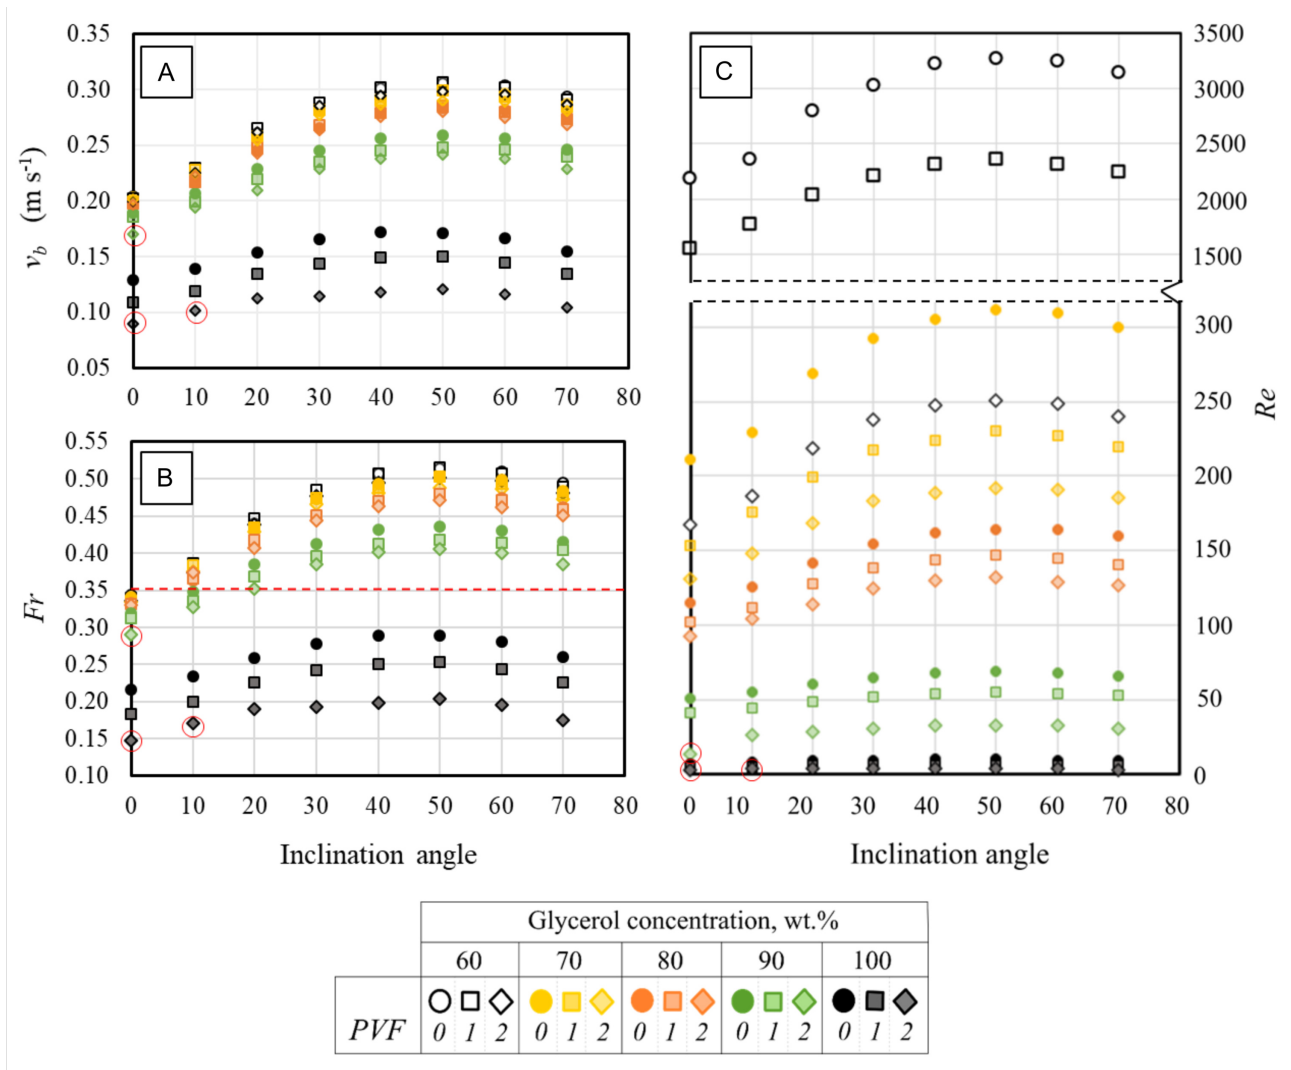 A
0.35
0.30
0.25
0.20
0.15
0.10
0.05
v_b (m s⁻¹)
0 10 20 30 40 50 60 70 80
B
0.55
0.50
0.45
0.40
0.35
0.30
0.25
0.20
0.15
0.10
Fr
0 10 20 30 40 50 60 70 80
Inclination angle
C
3500
3000
2500
2000
1500
300
250
200
150
100
50
0
Re
0 10 20 30 40 50 60 70 80
Inclination angle
Glycerol concentration, wt.%
60 70 80 90 100
PVF 0 1 2 0 1 2 0 1 2 0 1 2 0 1 2